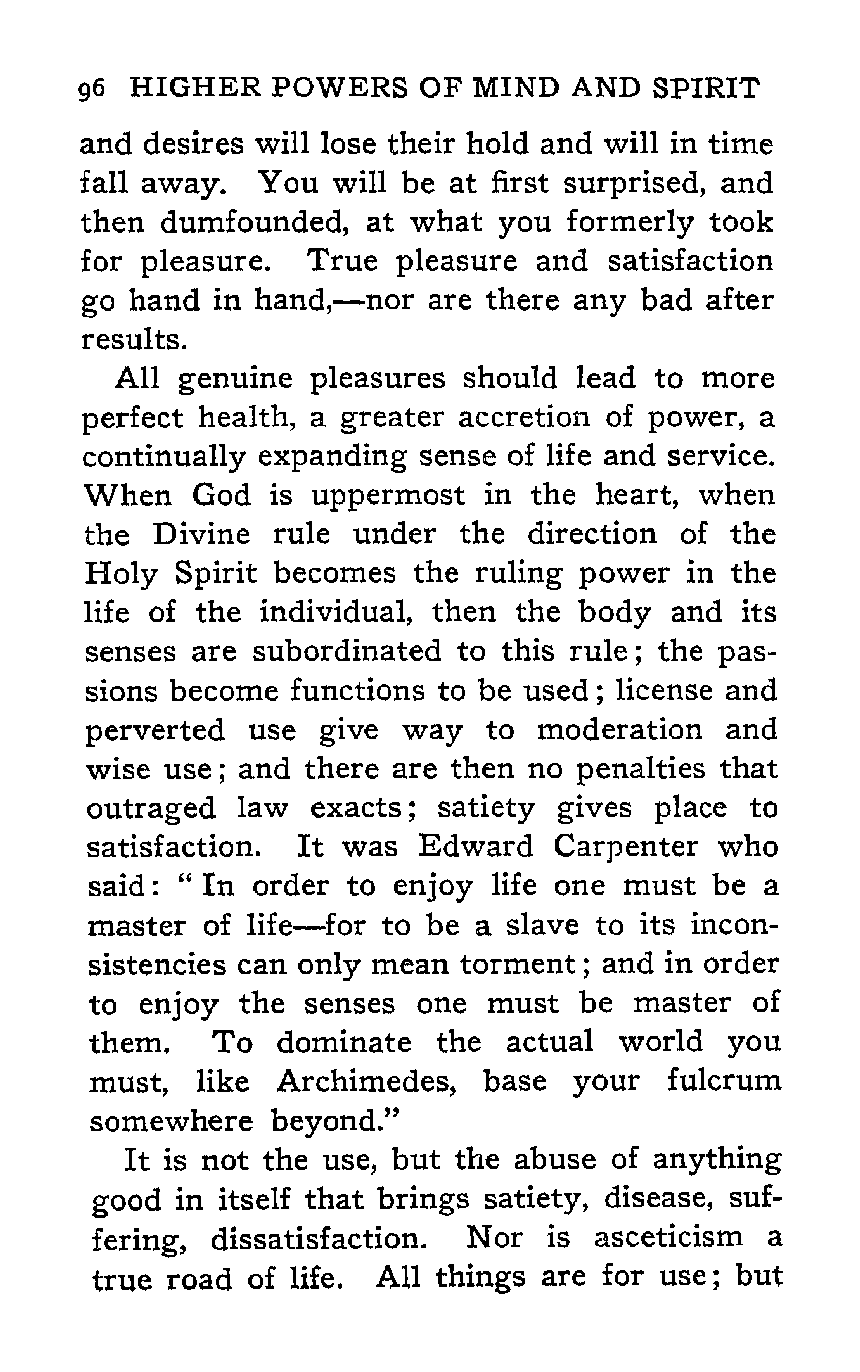 96 HIGHER POWERS OF MIND AND SPIRIT
and desires will lose their hold and will in time
fall away. You will be at first surprised, and
then dumfounded, at what you formerly took
for pleasure. True pleasure and satisfaction
go hand in hand,—nor are there any bad after
results.
All genuine pleasures should lead to more
perfect health, a greater accretion of power, a
continually expanding sense of life and service.
When God is uppermost in the heart, when
the Divine rule under the direction of the
Holy Spirit becomes the ruling power in the
life of the individual, then the body and its
senses are subordinated to this rule; the pas-
sions become functions to be used; license and
perverted use give way to moderation and
wise use; and there are then no penalties that
outraged law exacts; satiety gives place to
satisfaction. It was Edward Carpenter who
said: " In order to enjoy life one must be a
master of life—for to be a slave to its incon-
sistencies can only mean torment; and in order
to enjoy the senses one must be master of
them. To dominate the actual world you
must, like Archimedes, base your fulcrum
somewhere beyond."
It is not the use, but the abuse of anything
good in itself that brings satiety, disease, suf-
fering, dissatisfaction. Nor is asceticism a
true road of life. All things are for use; but